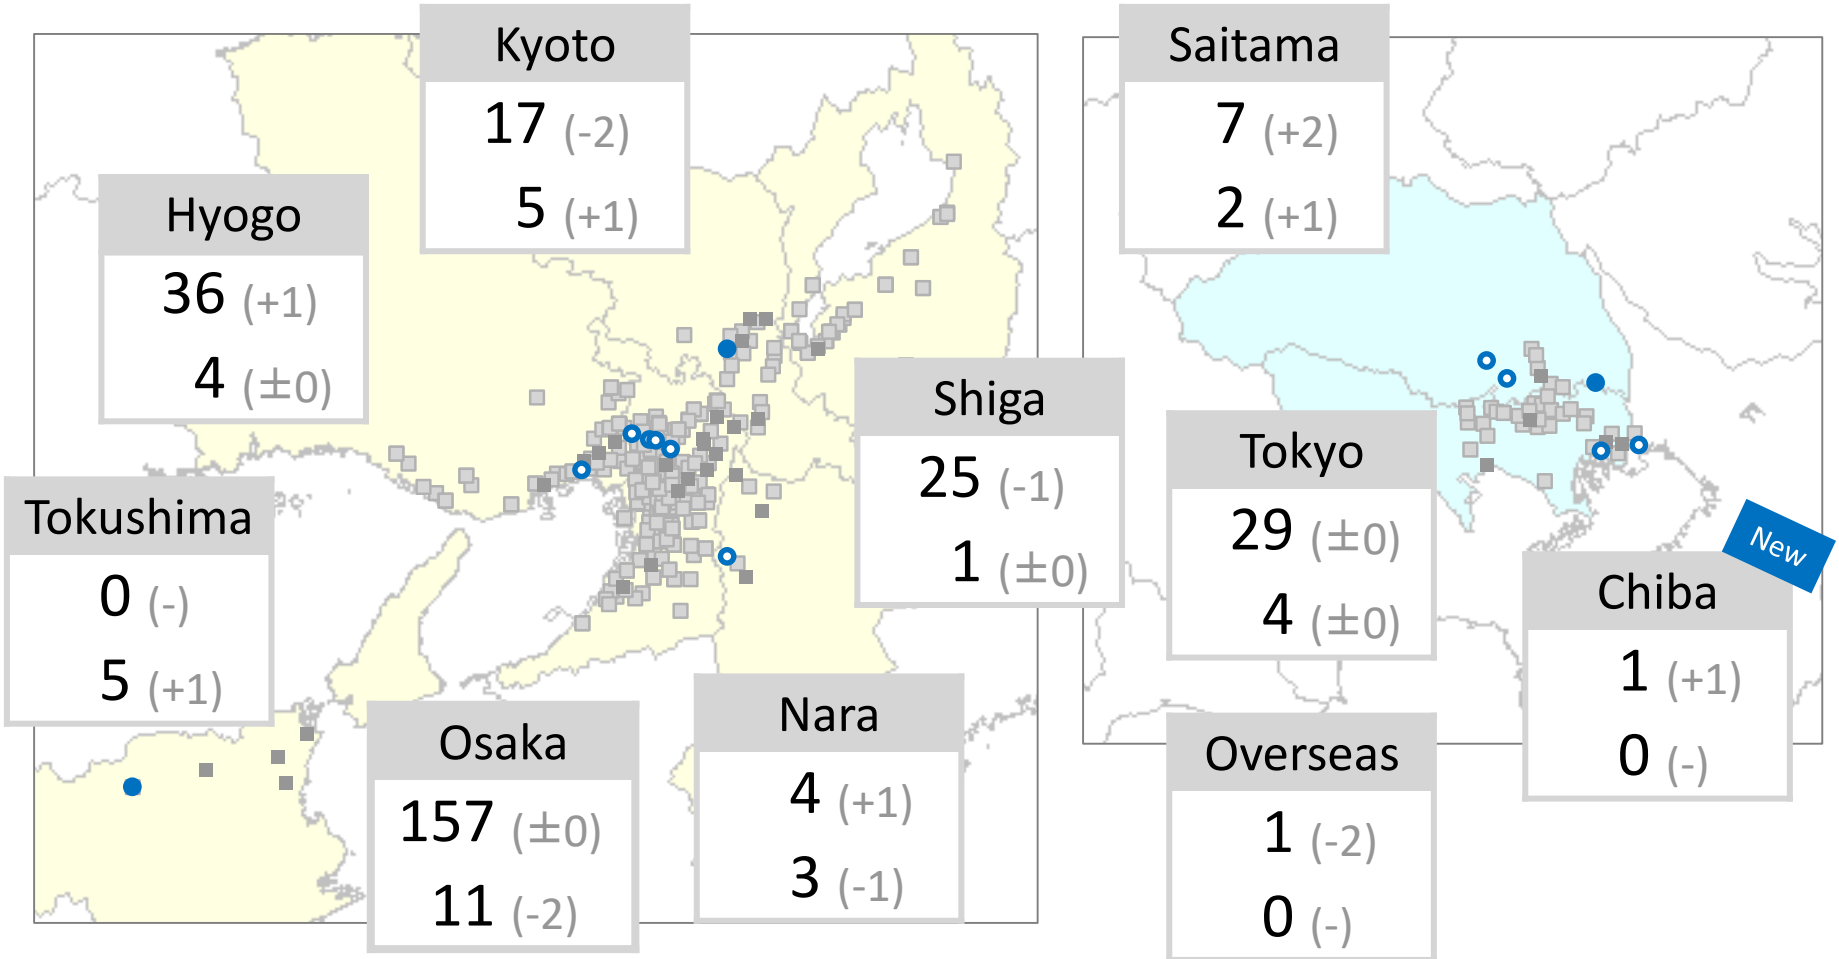 Kyoto
17 (-2)
5 (+1)
Hyogo
36 (+1)
4 (±0)
Tokushima
0 (-)
5 (+1)
Osaka
157 (±0)
11 (-2)
Nara
4 (+1)
3 (-1)
Shiga
25 (-1)
1 (±0)
Saitama
7 (+2)
2 (+1)
Tokyo
29 (±0)
4 (±0)
New
Chiba
1 (+1)
0 (-)
Overseas
1 (-2)
0 (-)